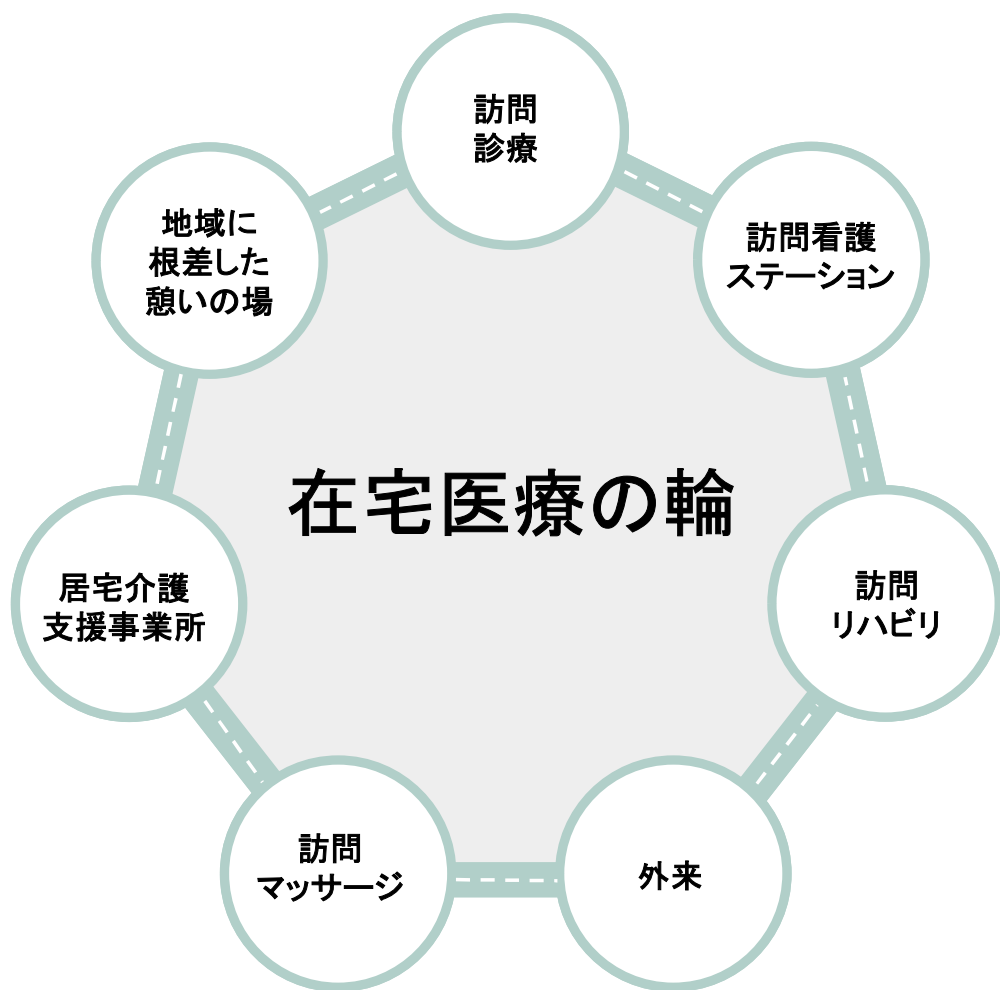 訪問
診療
訪問看護
ステーション
訪問
リハビリ
外来
訪問
マッサージ
居宅介護
支援事業所
地域に
根差した
憩いの場
在宅医療の輪